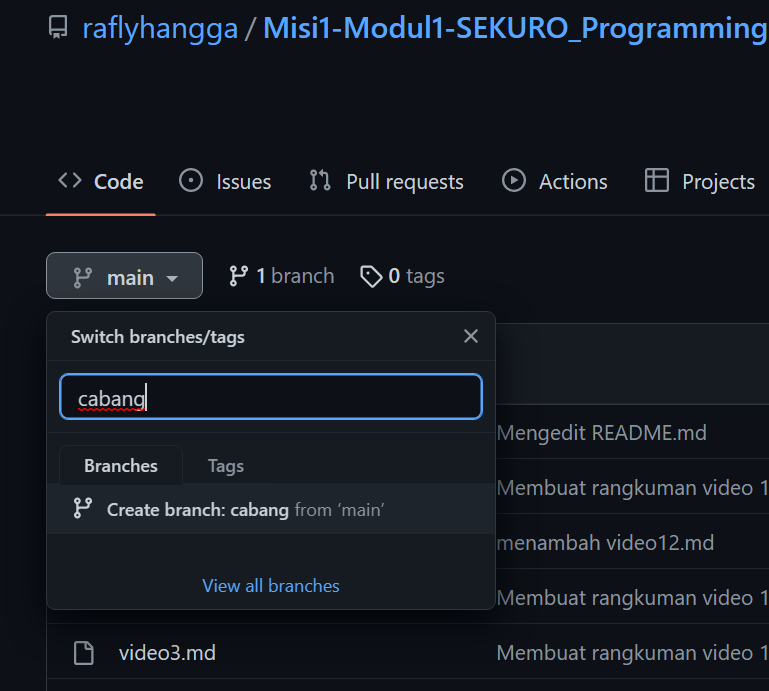 raflyhangga / Misi1-Modul1-SEKURO_Programming
Code Issues Pull requests Actions Projects
main 1 branch 0 tags
Switch branches/tags
cabang
Branches Tags
Create branch: cabang from ‘main’
View all branches
Mengedit README.md
Membuat rangkuman video 1
menambah video12.md
Membuat rangkuman video 1
video3.md Membuat rangkuman video 1